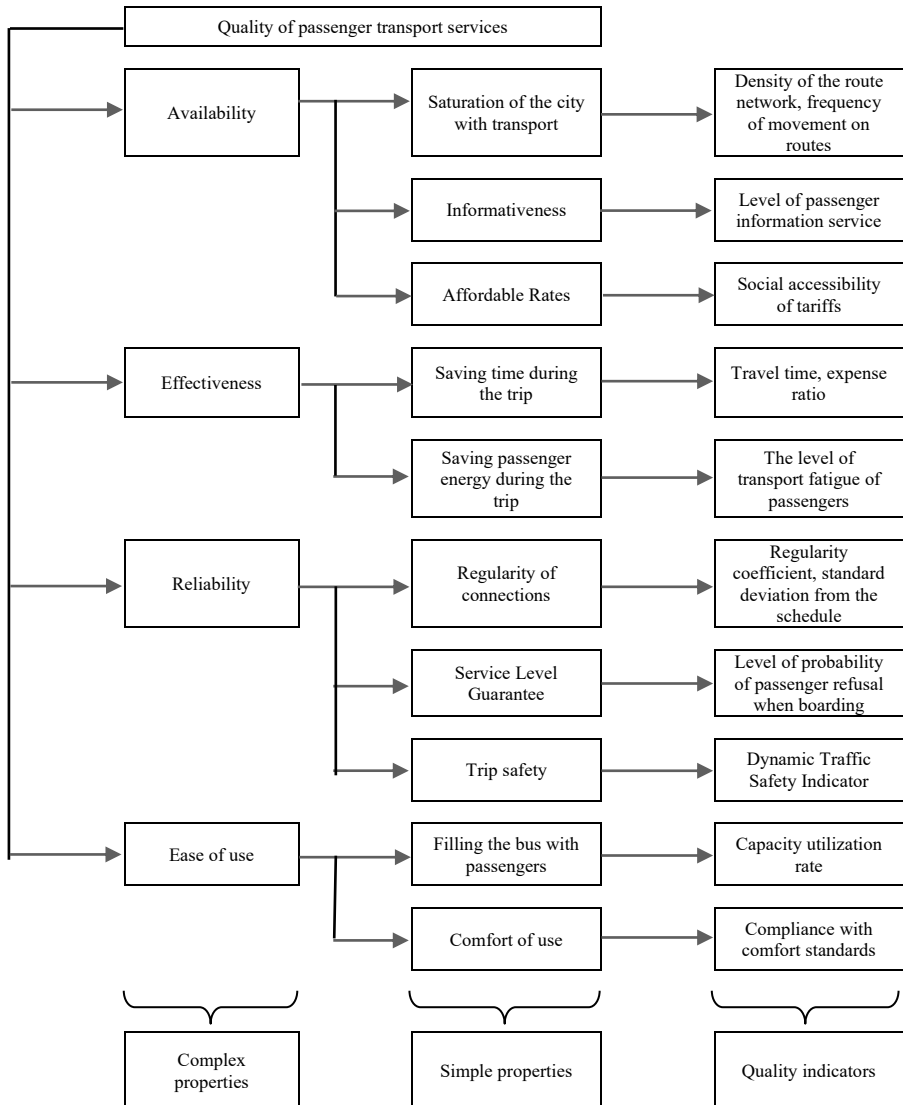 Quality of passenger transport services
Availability
Saturation of the city
with transport
Density of the route
network, frequency
of movement on
routes
Informativeness
Level of passenger
information service
Affordable Rates
Social accessibility
of tariffs
Effectiveness
Saving time during
the trip
Travel time, expense
ratio
Saving passenger
energy during the
trip
The level of
transport fatigue of
passengers
Reliability
Regularity of
connections
Regularity
coefficient, standard
deviation from the
schedule
Service Level
Guarantee
Level of probability
of passenger refusal
when boarding
Trip safety
Dynamic Traffic
Safety Indicator
Ease of use
Filling the bus with
passengers
Capacity utilization
rate
Comfort of use
Compliance with
comfort standards
Complex
properties
Simple properties
Quality indicators